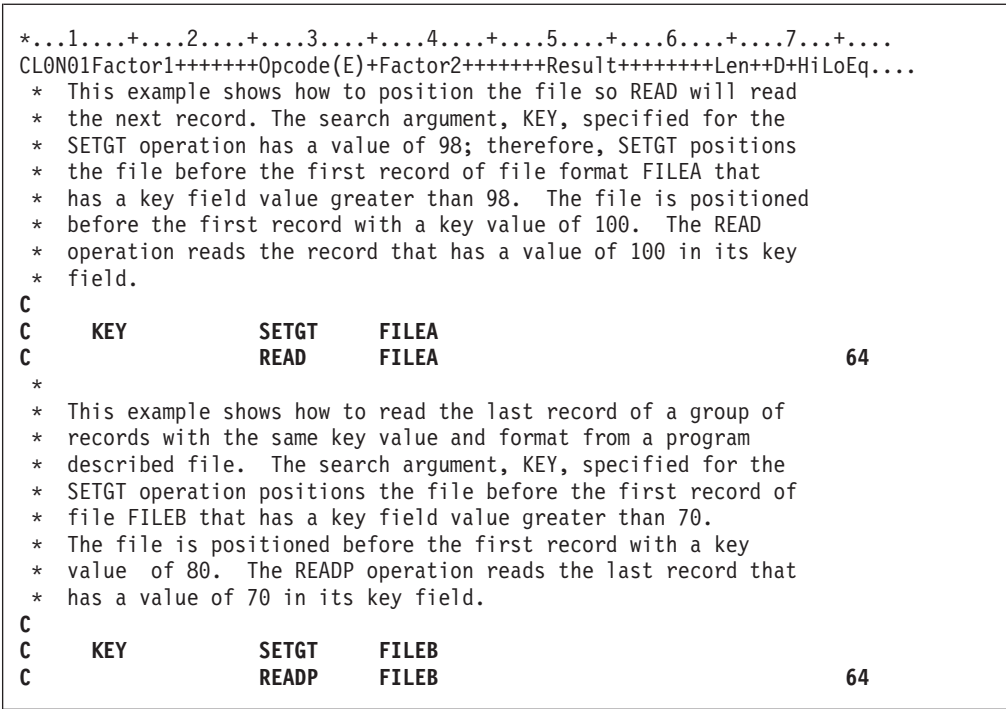 *...1....+....2....+....3....+....4....+....5....+....6....+....7...+....
CL0N01Factor1+++++++Opcode(E)+Factor2+++++++Result++++++++Len++D+HiLoEq....
 *  This example shows how to position the file so READ will read
 *  the next record. The search argument, KEY, specified for the
 *  SETGT operation has a value of 98; therefore, SETGT positions
 *  the file before the first record of file format FILEA that
 *  has a key field value greater than 98.  The file is positioned
 *  before the first record with a key value of 100.  The READ
 *  operation reads the record that has a value of 100 in its key
 *  field.
C
C     KEY           SETGT     FILEA
C                   READ      FILEA                                  64
 *
 *  This example shows how to read the last record of a group of
 *  records with the same key value and format from a program
 *  described file.  The search argument, KEY, specified for the
 *  SETGT operation positions the file before the first record of
 *  file FILEB that has a key field value greater than 70.
 *  The file is positioned before the first record with a key
 *  value  of 80.  The READP operation reads the last record that
 *  has a value of 70 in its key field.
C
C     KEY           SETGT     FILEB
C                   READP     FILEB                                  64